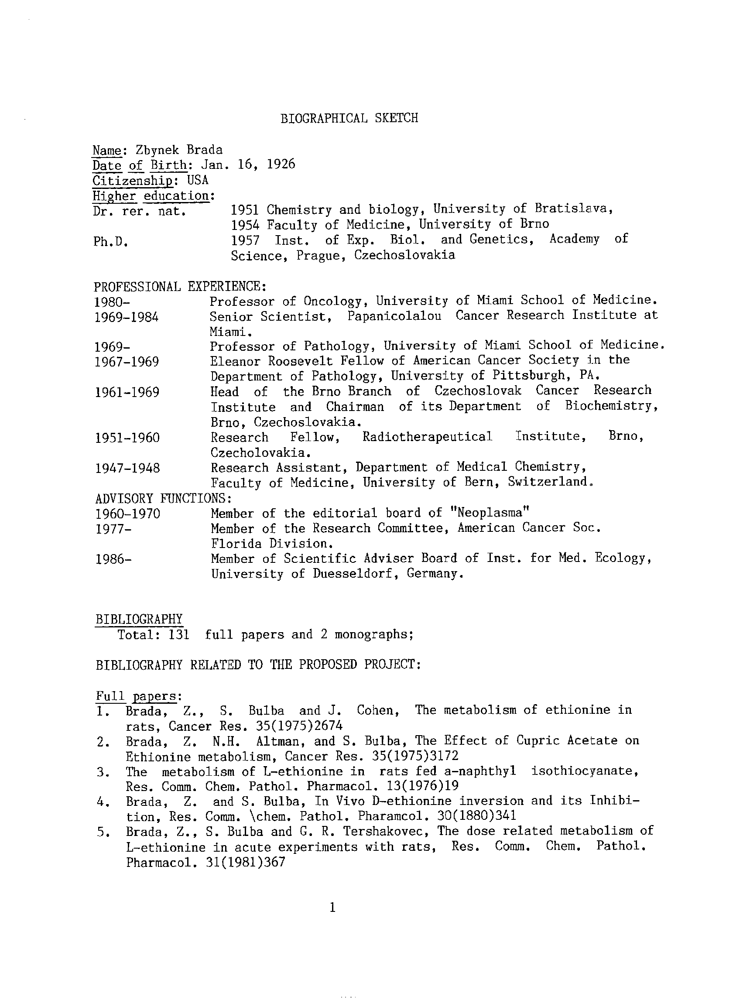 BIOGRAPHICAL SKETCH
Name: Zbynek Brada
Date of Birth: Jan. 16, 1926
Citizenship: USA
Higher education:
Dr. rer. nat. 1951 Chemistry and biology, University of Bratislava,
1954 Faculty of Medicine, University of Brno
Ph.D. 1957 Inst. of Exp. Biol. and Genetics, Academy of
Science, Prague, Czechoslovakia
PROFESSIONAL EXPERIENCE:
1980- Professor of Oncology, University of Miami School of Medicine.
1969-1984 Senior Scientist, Papanicolalou Cancer Research Institute at
Miami.
1969- Professor of Pathology, University of Miami School of Medicine.
1967-1969 Eleanor Roosevelt Fellow of American Cancer Society in the
Department of Pathology, University of Pittsburgh, PA.
1961-1969 Head of the Brno Branch of Czechoslovak Cancer Research
Institute and Chairman of its Department of Biochemistry,
Brno, Czechoslovakia.
1951-1960 Research Fellow, Radiotherapeutical Institute, Brno,
Czecholovakia.
1947-1948 Research Assistant, Department of Medical Chemistry,
Faculty of Medicine, University of Bern, Switzerland.
ADVISORY FUNCTIONS:
1960-1970 Member of the editorial board of "Neoplasma"
1977- Member of the Research Committee, American Cancer Soc.
Florida Division.
1986- Member of Scientific Adviser Board of Inst. for Med. Ecology,
University of Duesseldorf, Germany.
BIBLIOGRAPHY
Total: 131 full papers and 2 monographs;
BIBLIOGRAPHY RELATED TO THE PROPOSED PROJECT:
Full papers:
1. Brada, Z., S. Bulba and J. Cohen, The metabolism of ethionine in
rats, Cancer Res. 35(1975)2674
2. Brada, Z. N.H. Altman, and S. Bulba, The Effect of Cupric Acetate on
Ethionine metabolism, Cancer Res. 35(1975)3172
3. The metabolism of L-ethionine in rats fed a-naphthyl isothiocyanate,
Res. Comm. Chem. Pathol. Pharmacol. 13(1976)19
4. Brada, Z. and S. Bulba, In Vivo D-ethionine inversion and its Inhibi-
tion, Res. Comm. \chem. Pathol. Pharamcol. 30(1880)341
5. Brada, Z., S. Bulba and G. R. Tershakovec, The dose related metabolism of
L-ethionine in acute experiments with rats, Res. Comm. Chem. Pathol.
Pharmacol. 31(1981)367
1